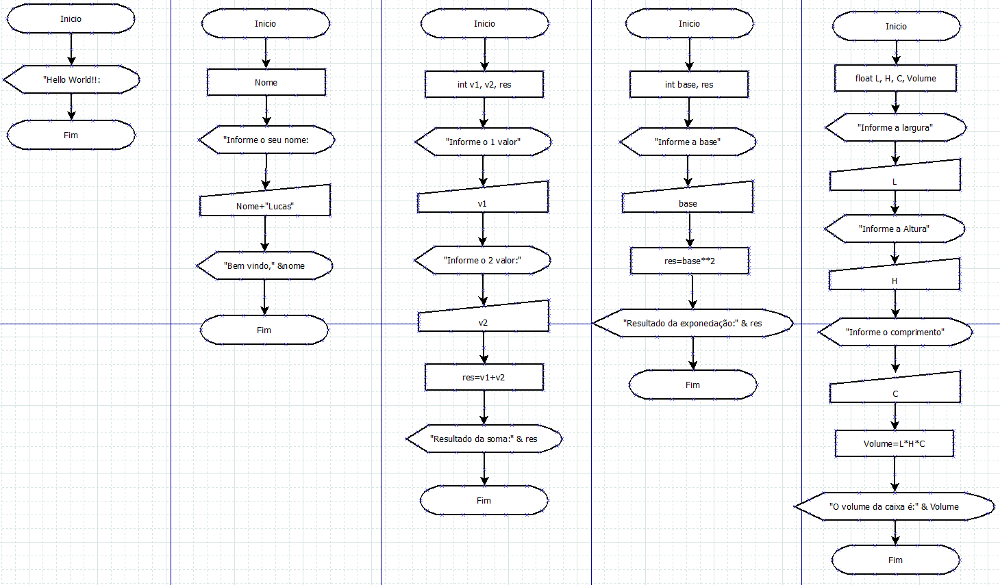 Inicio
"Hello World!!:
Fim
Inicio
Nome
"Informe o seu nome:
Nome+"Lucas"
"Bem vindo," &nome
Fim
Inicio
int v1, v2, res
"Informe o 1 valor"
v1
"Informe o 2 valor:"
v2
res=v1+v2
"Resultado da soma:" & res
Fim
Inicio
int base, res
"Informe a base"
base
res=base**2
"Resultado da exponeciação:" & res
Fim
Inicio
float L, H, C, Volume
"Informe a largura"
L
"Informe a Altura"
H
"Informe o comprimento"
C
Volume=L*H*C
"O volume da caixa é:" & Volume
Fim